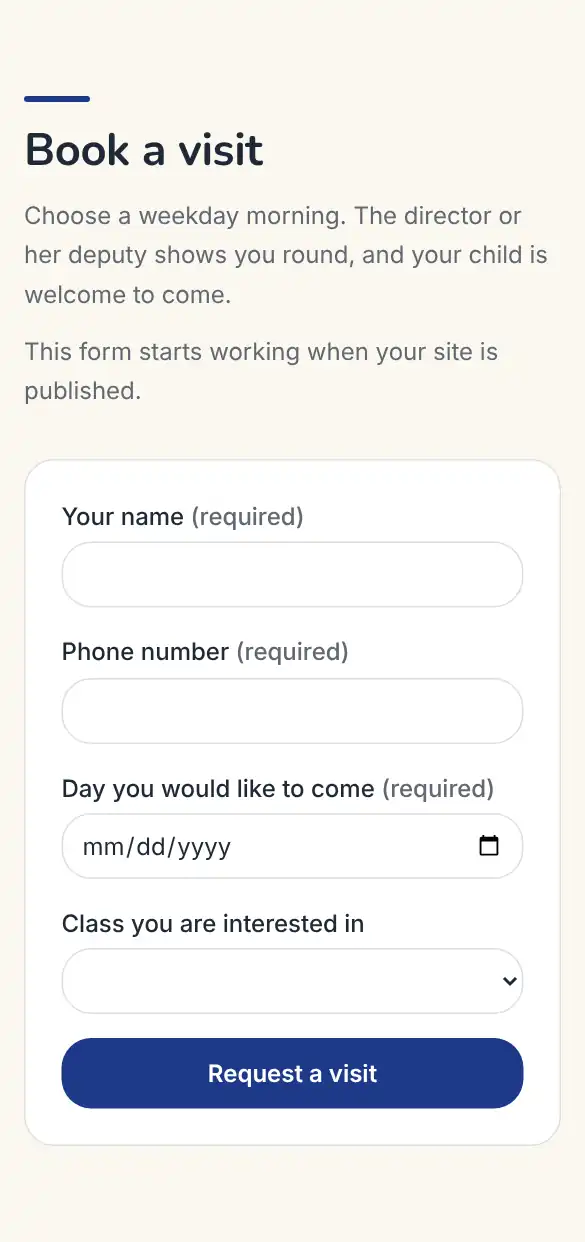 Book a visit
Choose a weekday morning. The director or
her deputy shows you round, and your child is
welcome to come.
This form starts working when your site is
published.
Your name (required)
Phone number (required)
Day you would like to come (required)
mm/dd/yyyy
Class you are interested in
Request a visit